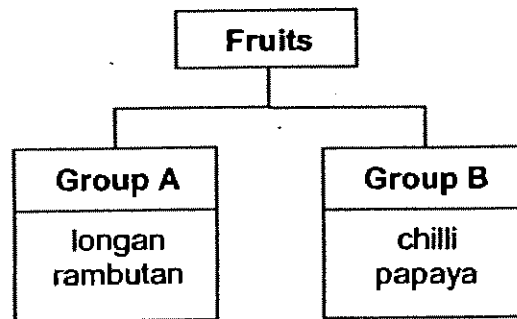 Fruits
Group A
longan
rambutan
Group B
chilli
papaya